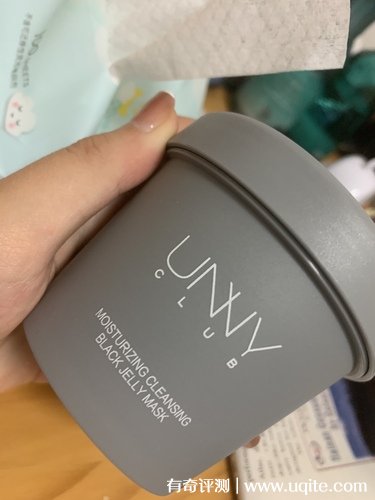 UNNY
CLUB
MOISTURIZING CLEANSING
BLACK JELLY MASK
有奇评测 | www.uqite.com